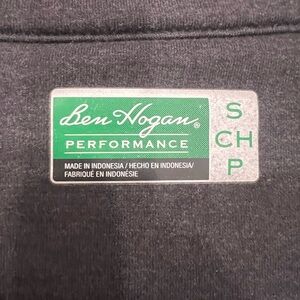 Ben Hogan®
PERFORMANCE
MADE IN INDONESIA / HECHO EN INDONESIA/
FABRIQUÉ EN INDONÉSIE
S
CH
P